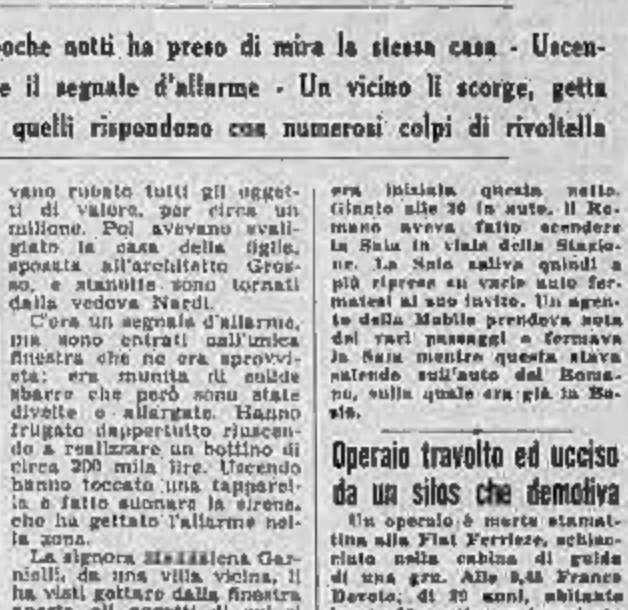 poche notti ha preso di mira la stessa casa - Uscen-
e il segnale d'allarme - Un vicino li scorge, getta
quelli rispondono con numerosi colpi di rivoltella
vano rubato tutti gli ogget-
ti di valore, per circa un
milione. Poi avevano svali-
giato la casa della figlia,
sposata all'architetto Gros-
so, e stanotte sono tornati
dalla vedova Nardi.
C'era un segnale d'allarme,
ma sono entrati dall'unica
finestra che ne era sprovvi-
sta: era munita di solide
sbarre che però sono state
divelte o allargate. Hanno
frugato dappertutto riuscen-
do a realizzare un bottino di
circa 200 mila lire. Uscendo
hanno toccato una tapparel-
la e fatto suonare la sirena,
che ha gettato l'allarme nel-
la zona.
La signora Gar-
nielli, da una villa vicina, li
ha visti gettare dalla finestra
era iniziata questa notte.
Giunto alle 20 in auto, il Ro-
mano aveva fatto scendere
la Saia in viale della Stazio-
ne. La Saia saliva quindi a
più riprese su varie auto fer-
matesi al suo invito. Un agen-
te della Mobile prendeva nota
dei vari passaggi e fermava
la Saia mentre questa stava
salendo sull'auto del Roma-
no, sulla quale era già la
Operaio travolto ed ucciso
da un silos che demoliva
Un operaio è morto stamat-
tina alla Fiat Ferriere, schiac-
ciato nella cabina di guida
di una gru. Alle Franco
di 29 anni, abitante